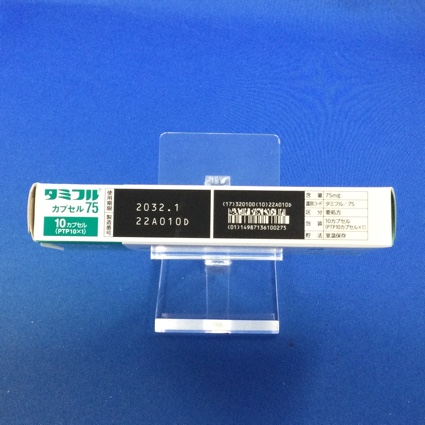 タミフル®
カプセル75
10カプセル
(PTP10×1)
使用期限
製造番号
2032.1
22A010D
(17)320100(10)22A010D
(01)14987136100275
含　量 75mg
識別コード タミフル・75
区　分 要処方
包　装 10カプセル
(PTP10カプセル×1)
貯　法 室温保存